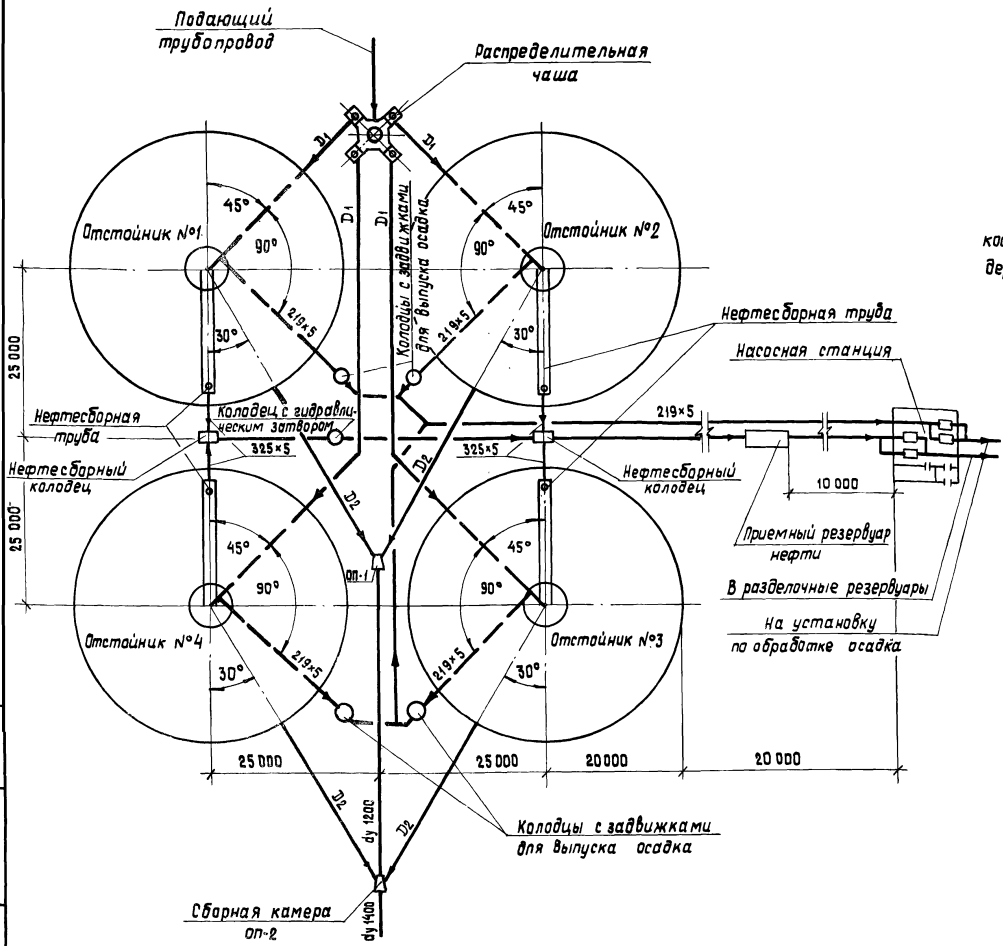 Подающий
трубопровод
Распределительная
чаша
D1
D1
D1
D1
45°
45°
Отстойник №1
90°
Колодцы с задвижками
для выпуска осадка
90°
Отстойник №2
219×5
219×5
30°
30°
25 000
Нефтесборная труба
Насосная станция
219×5
Нефтесборная
труба
Колодец с гидравли-
ческим затвором
325×5
325×5
Нефтесборный
колодец
Нефтесборный
колодец
D2
D2
10 000
25 000
Приемный резервуар
нефти
45°
45°
оп-1
90°
90°
В разделочные резервуары
На установку
по обработке осадка
Отстойник №4
Отстойник №3
219×5
219×5
30°
30°
25 000
25 000
20 000
20 000
D2
dу 1200
D2
Колодцы с задвижками
для выпуска осадка
Сборная камера
оп-2
dу 1400